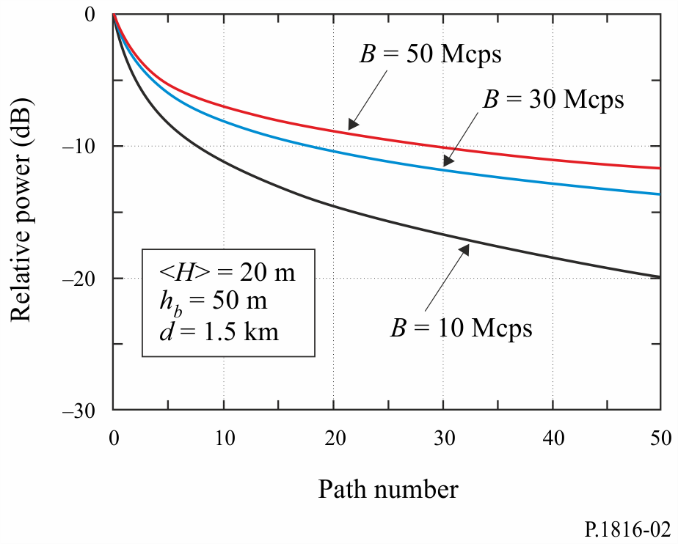 0
B = 50 Mcps
B = 30 Mcps
–10
Relative power (dB)
<H> = 20 m
h_b = 50 m
d = 1.5 km
–20
B = 10 Mcps
–30
0 10 20 30 40 50
Path number
P.1816-02